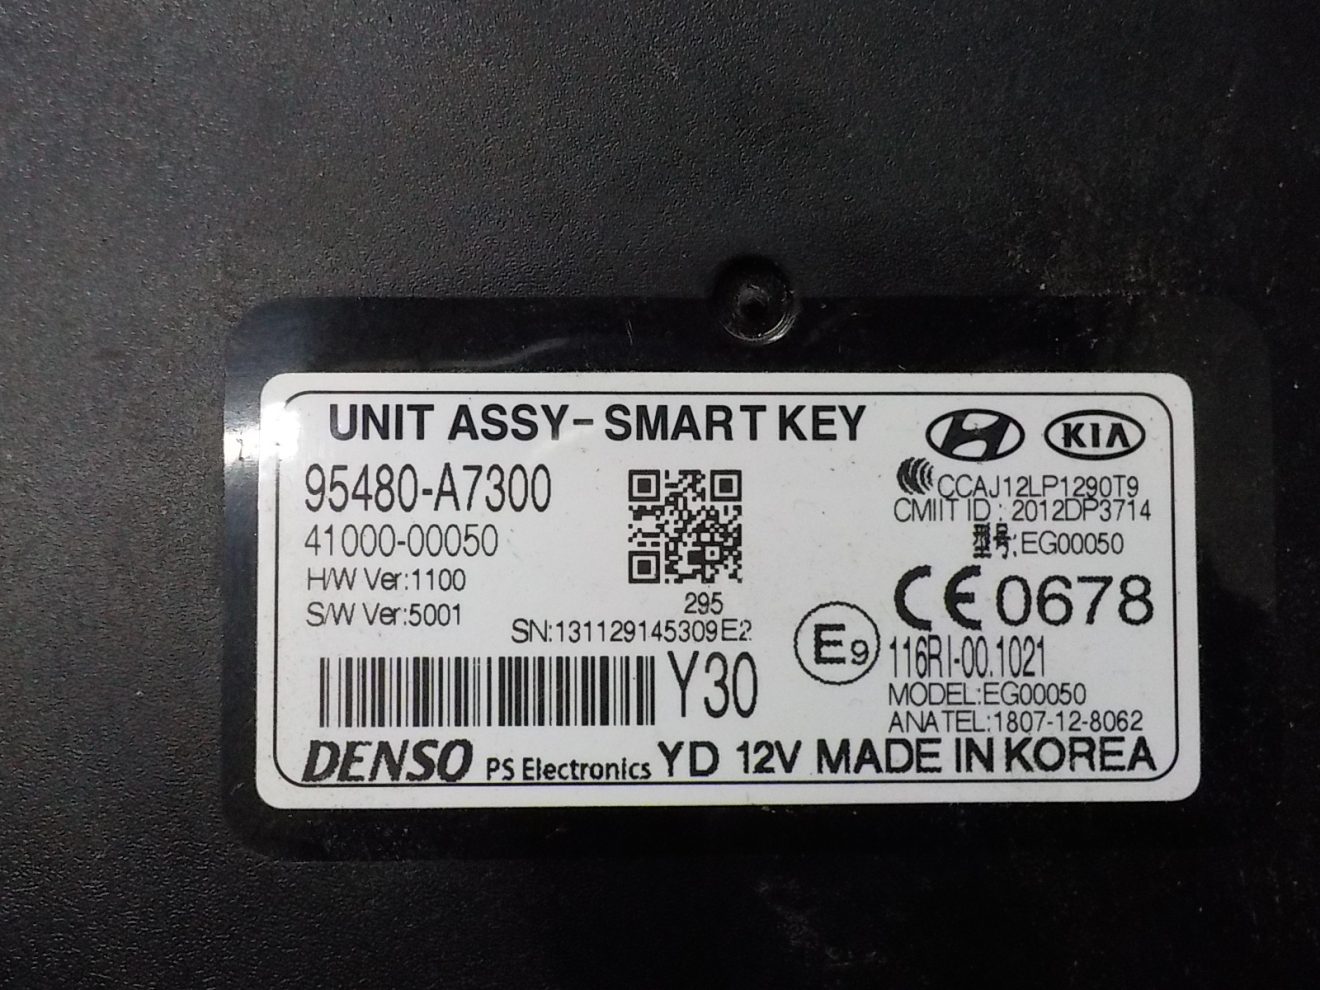 UNIT ASSY-SMART KEY
KIA
95480-A7300
41000-00050
H/W Ver:1100
S/W Ver:5001
295
SN:131129145309E2
Y30
CCAJ12LP1290T9
CMIIT ID : 2012DP3714
型号:EG00050
CE 0678
E9
116RI-00.1021
MODEL:EG00050
ANATEL:1807-12-8062
DENSO PS Electronics YD 12V MADE IN KOREA